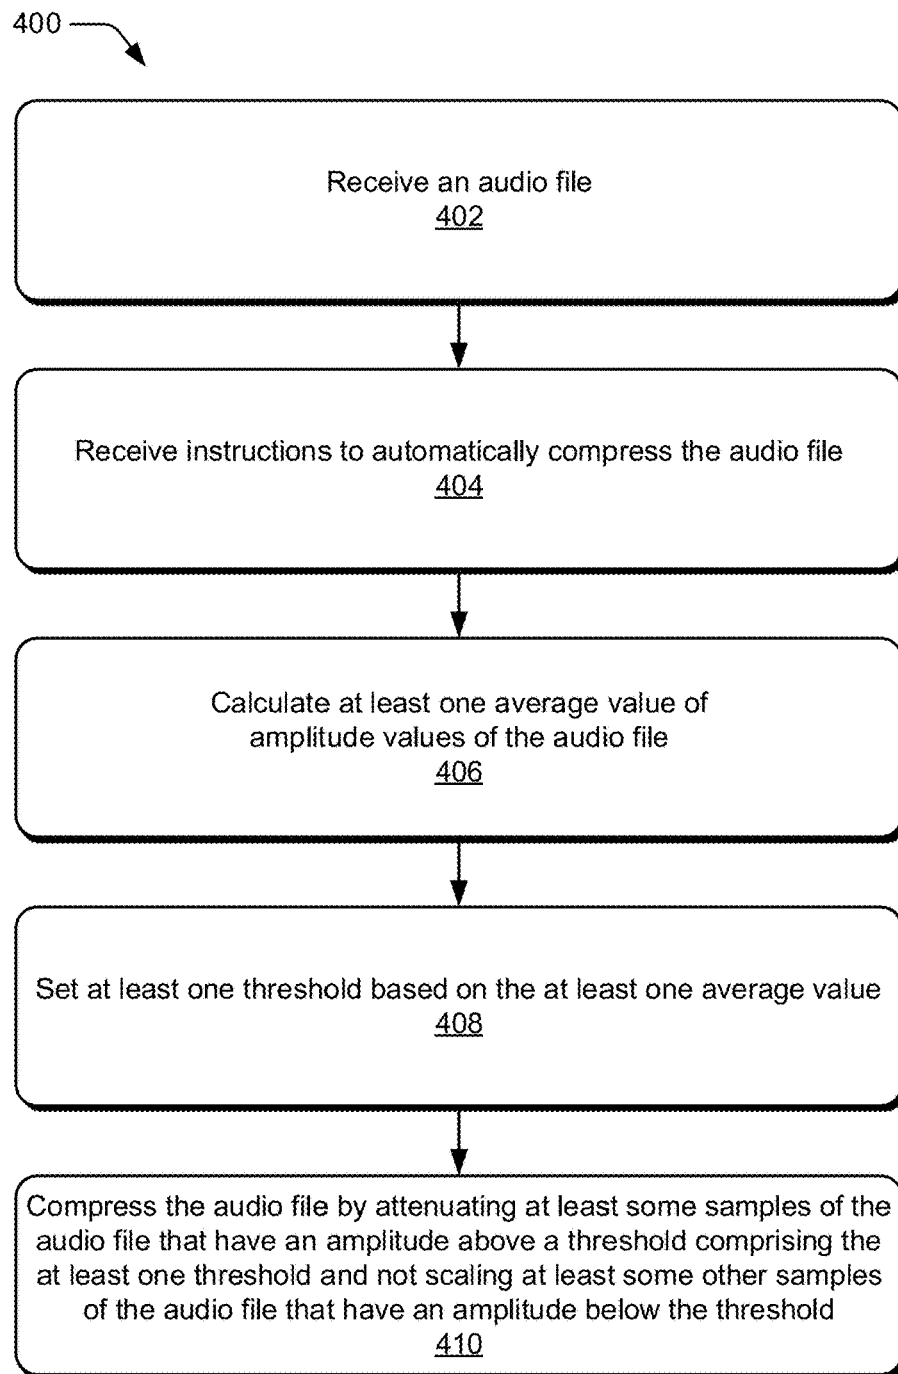 400
Receive an audio file
402
Receive instructions to automatically compress the audio file
404
Calculate at least one average value of
amplitude values of the audio file
406
Set at least one threshold based on the at least one average value
408
Compress the audio file by attenuating at least some samples of the
audio file that have an amplitude above a threshold comprising the
at least one threshold and not scaling at least some other samples
of the audio file that have an amplitude below the threshold
410